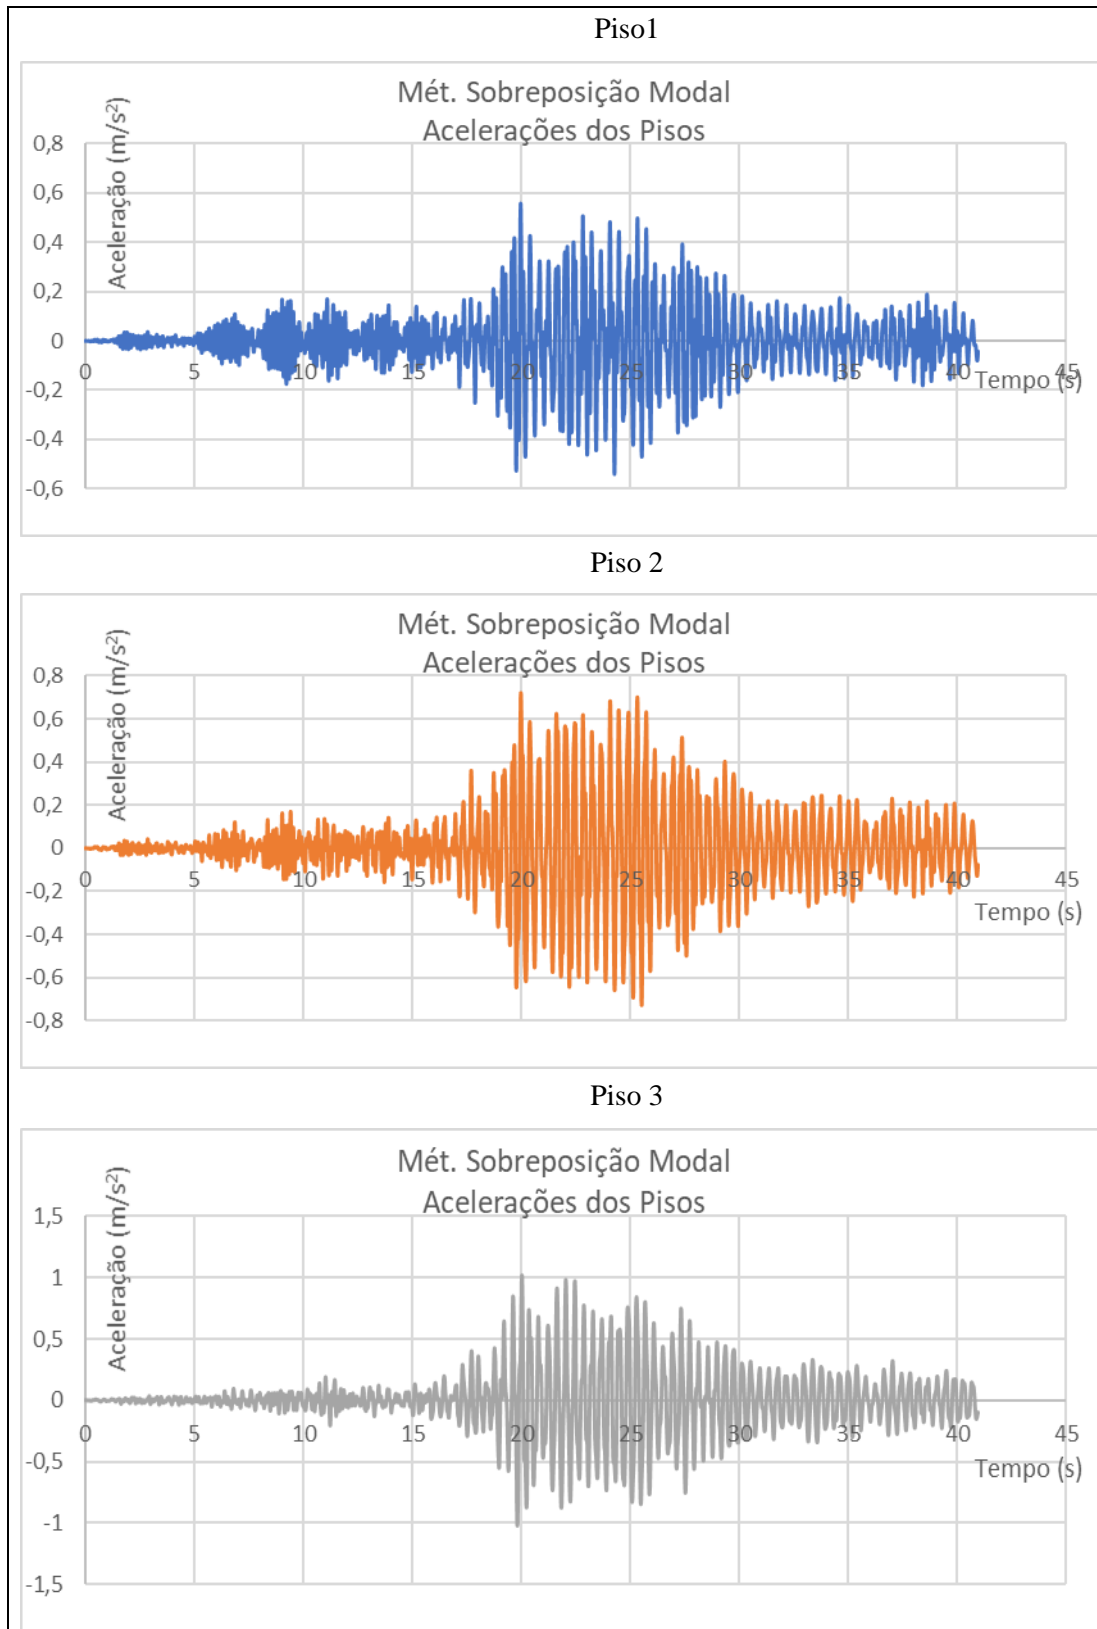 Piso1
Mét. Sobreposição Modal
Acelerações dos Pisos
Aceleração (m/s²)
0,8
0,6
0,4
0,2
0
-0,2
-0,4
-0,6
0 5 10 15 20 25 30 35 40 45
Tempo (s)
Piso 2
Mét. Sobreposição Modal
Acelerações dos Pisos
Aceleração (m/s²)
0,8
0,6
0,4
0,2
0
-0,2
-0,4
-0,6
-0,8
0 5 10 15 20 25 30 35 40 45
Tempo (s)
Piso 3
Mét. Sobreposição Modal
Acelerações dos Pisos
Aceleração (m/s²)
1,5
1
0,5
0
-0,5
-1
-1,5
0 5 10 15 20 25 30 35 40 45
Tempo (s)